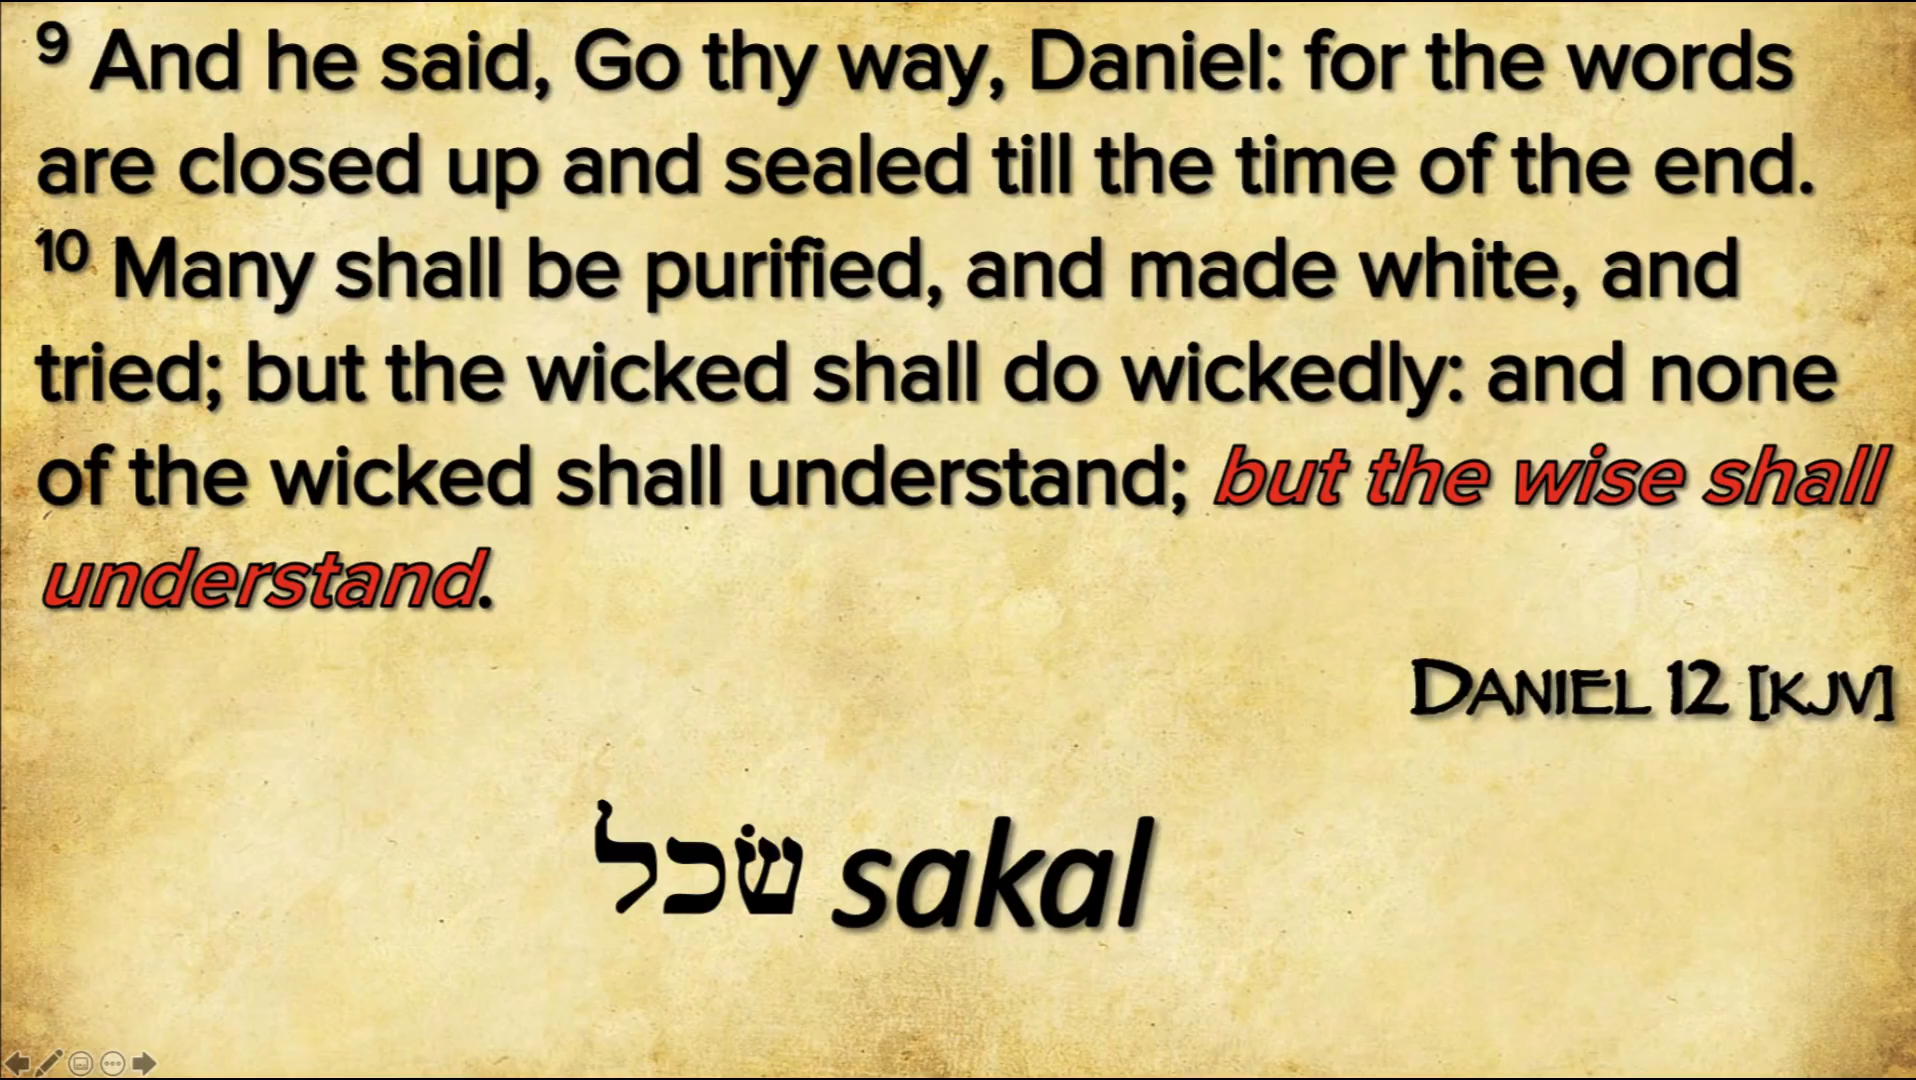 9 And he said, Go thy way, Daniel: for the words
are closed up and sealed till the time of the end.
10 Many shall be purified, and made white, and
tried; but the wicked shall do wickedly: and none
of the wicked shall understand; but the wise shall
understand.
DANIEL 12 [KJV]
שׂכל sakal